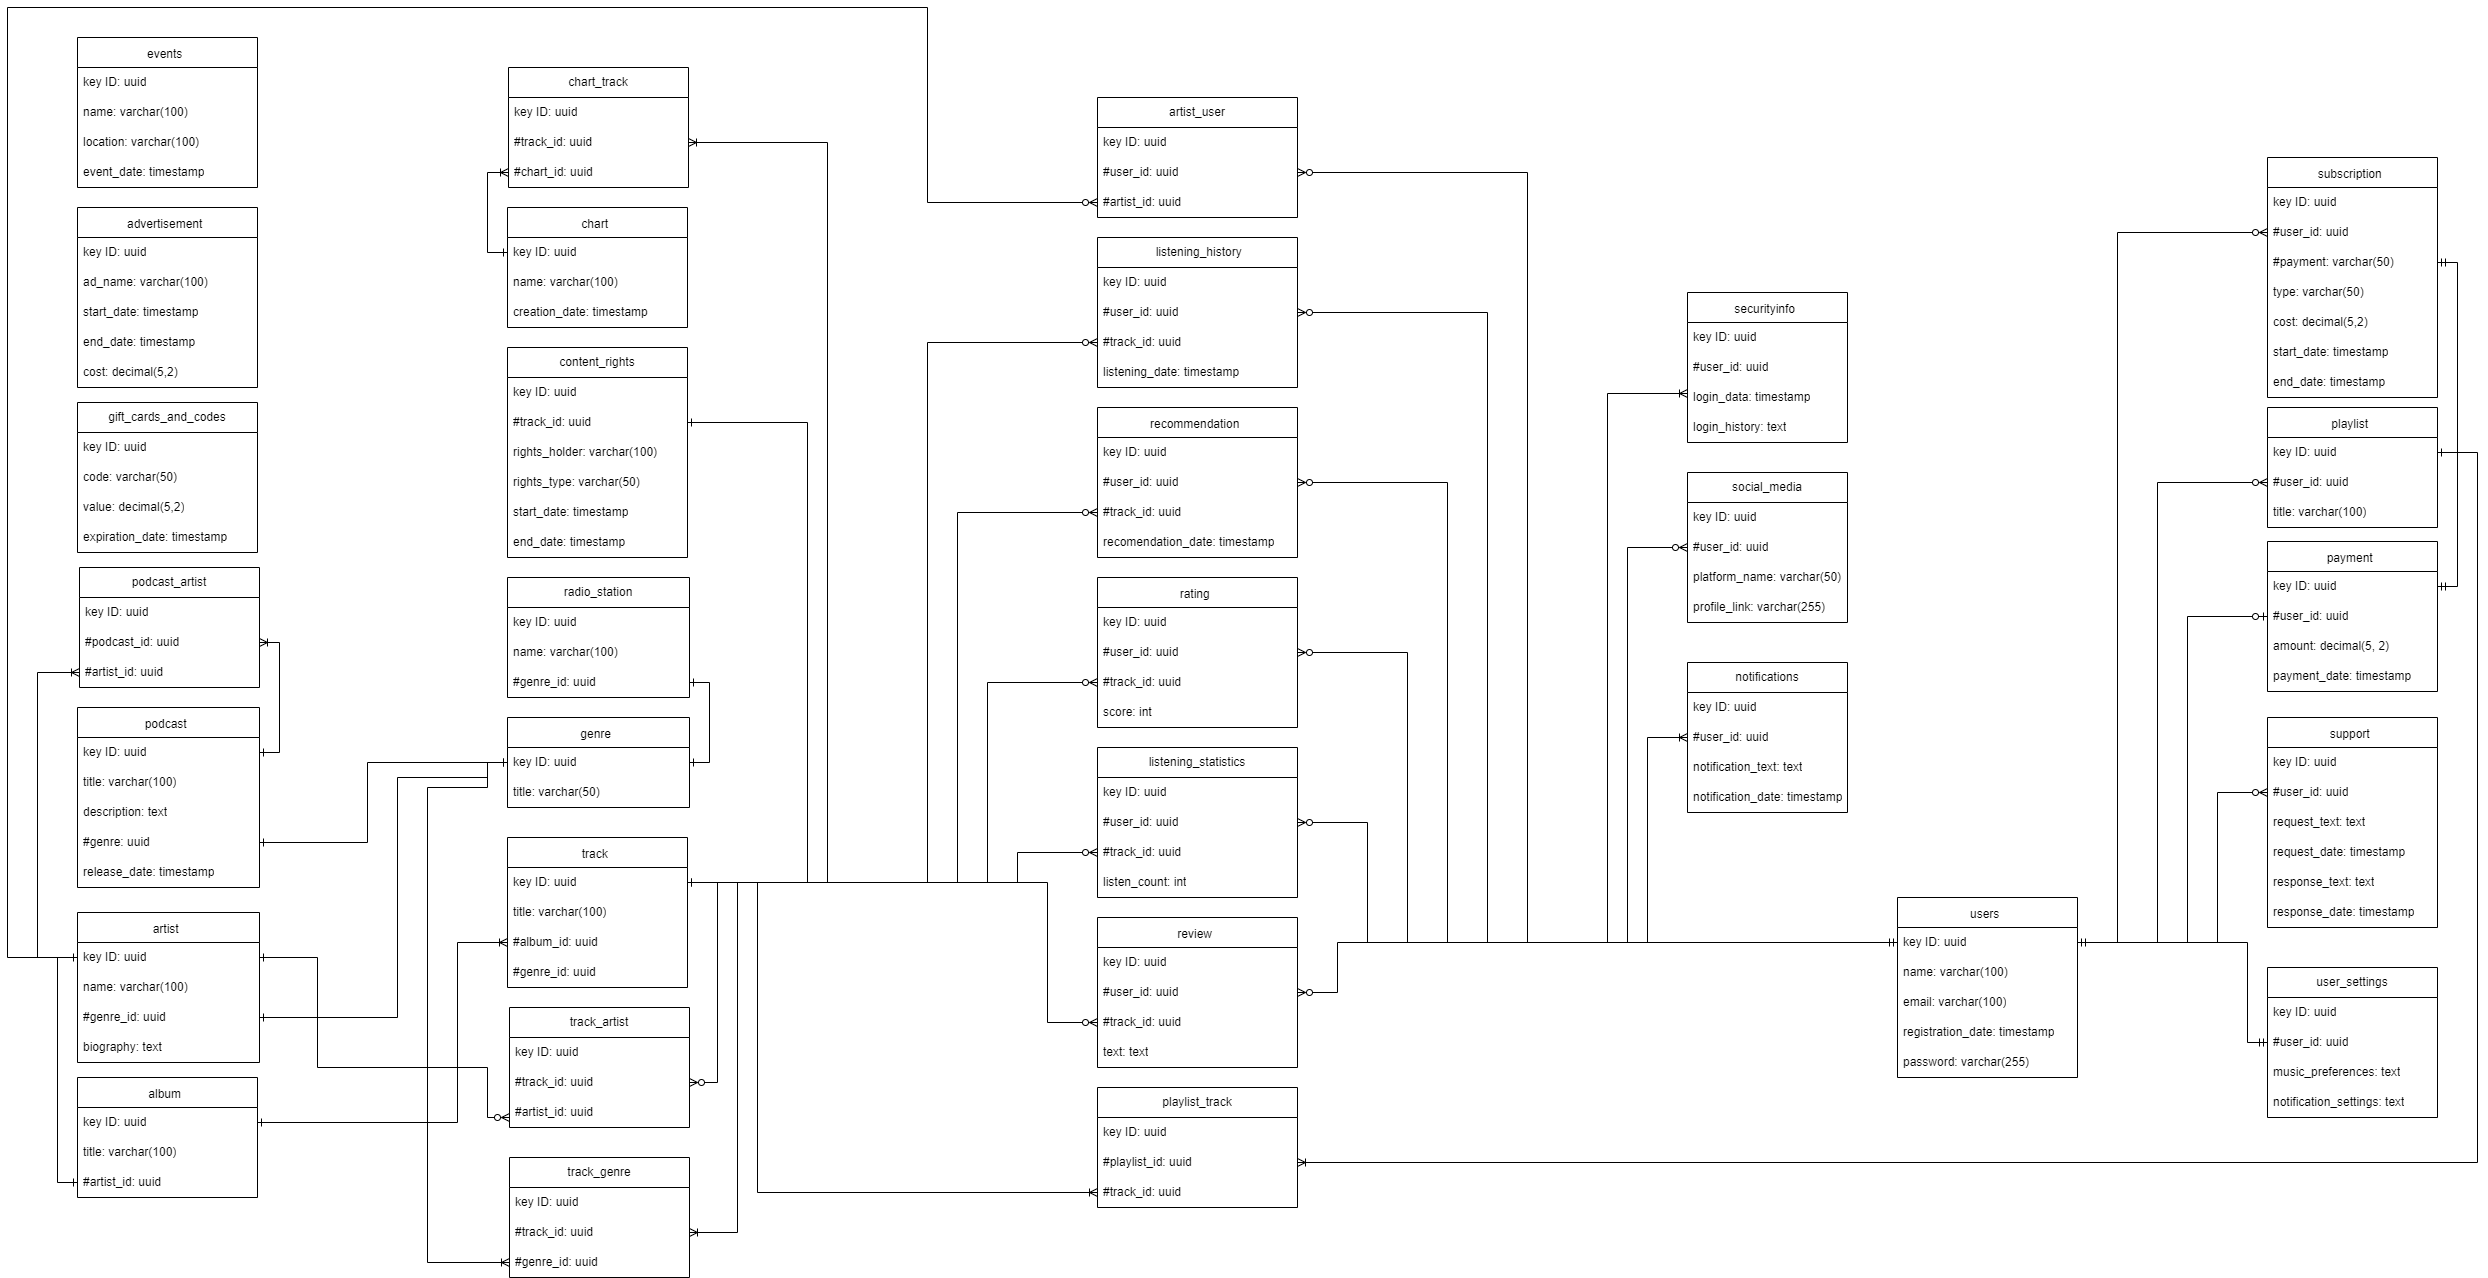 events
key ID: uuid
name: varchar(100)
location: varchar(100)
event_date: timestamp
advertisement
key ID: uuid
ad_name: varchar(100)
start_date: timestamp
end_date: timestamp
cost: decimal(5,2)
gift_cards_and_codes
key ID: uuid
code: varchar(50)
value: decimal(5,2)
expiration_date: timestamp
podcast_artist
key ID: uuid
#podcast_id: uuid
#artist_id: uuid
podcast
key ID: uuid
title: varchar(100)
description: text
#genre: uuid
release_date: timestamp
artist
key ID: uuid
name: varchar(100)
#genre_id: uuid
biography: text
album
key ID: uuid
title: varchar(100)
#artist_id: uuid
chart_track
key ID: uuid
#track_id: uuid
#chart_id: uuid
chart
key ID: uuid
name: varchar(100)
creation_date: timestamp
content_rights
key ID: uuid
#track_id: uuid
rights_holder: varchar(100)
rights_type: varchar(50)
start_date: timestamp
end_date: timestamp
radio_station
key ID: uuid
name: varchar(100)
#genre_id: uuid
genre
key ID: uuid
title: varchar(50)
track
key ID: uuid
title: varchar(100)
#album_id: uuid
#genre_id: uuid
track_artist
key ID: uuid
#track_id: uuid
#artist_id: uuid
track_genre
key ID: uuid
#track_id: uuid
#genre_id: uuid
artist_user
key ID: uuid
#user_id: uuid
#artist_id: uuid
listening_history
key ID: uuid
#user_id: uuid
#track_id: uuid
listening_date: timestamp
recommendation
key ID: uuid
#user_id: uuid
#track_id: uuid
recomendation_date: timestamp
rating
key ID: uuid
#user_id: uuid
#track_id: uuid
score: int
listening_statistics
key ID: uuid
#user_id: uuid
#track_id: uuid
listen_count: int
review
key ID: uuid
#user_id: uuid
#track_id: uuid
text: text
playlist_track
key ID: uuid
#playlist_id: uuid
#track_id: uuid
securityinfo
key ID: uuid
#user_id: uuid
login_data: timestamp
login_history: text
social_media
key ID: uuid
#user_id: uuid
platform_name: varchar(50)
profile_link: varchar(255)
notifications
key ID: uuid
#user_id: uuid
notification_text: text
notification_date: timestamp
users
key ID: uuid
name: varchar(100)
email: varchar(100)
registration_date: timestamp
password: varchar(255)
subscription
key ID: uuid
#user_id: uuid
#payment: varchar(50)
type: varchar(50)
cost: decimal(5,2)
start_date: timestamp
end_date: timestamp
playlist
key ID: uuid
#user_id: uuid
title: varchar(100)
payment
key ID: uuid
#user_id: uuid
amount: decimal(5, 2)
payment_date: timestamp
support
key ID: uuid
#user_id: uuid
request_text: text
request_date: timestamp
response_text: text
response_date: timestamp
user_settings
key ID: uuid
#user_id: uuid
music_preferences: text
notification_settings: text